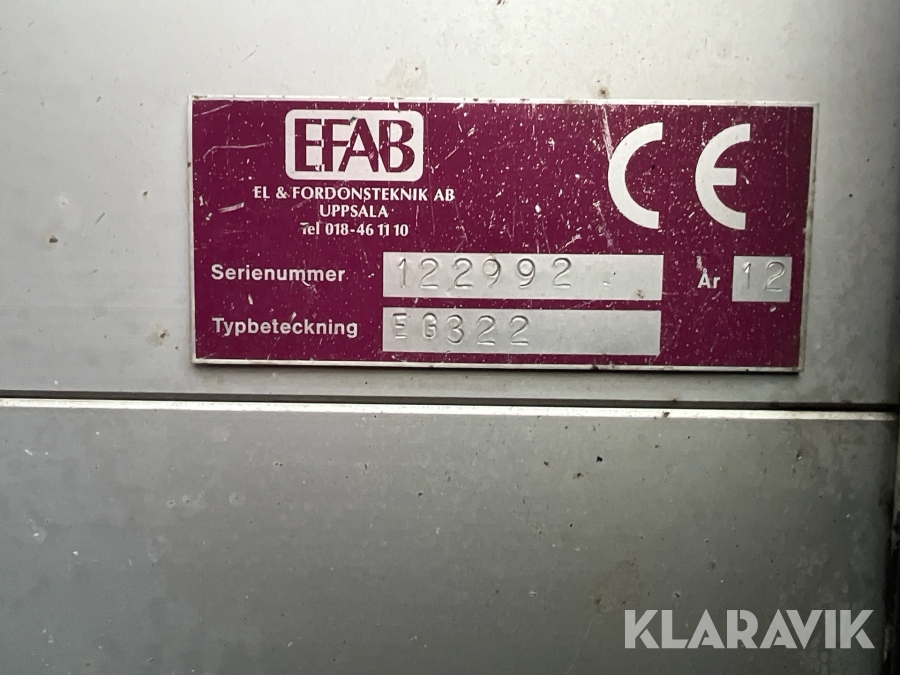 EFAB
EL & FORDONSTEKNIK AB
UPPSALA
Tel 018-46 11 10
CE
Serienummer 122992 År 12
Typbeteckning EG322
KLARAVIK